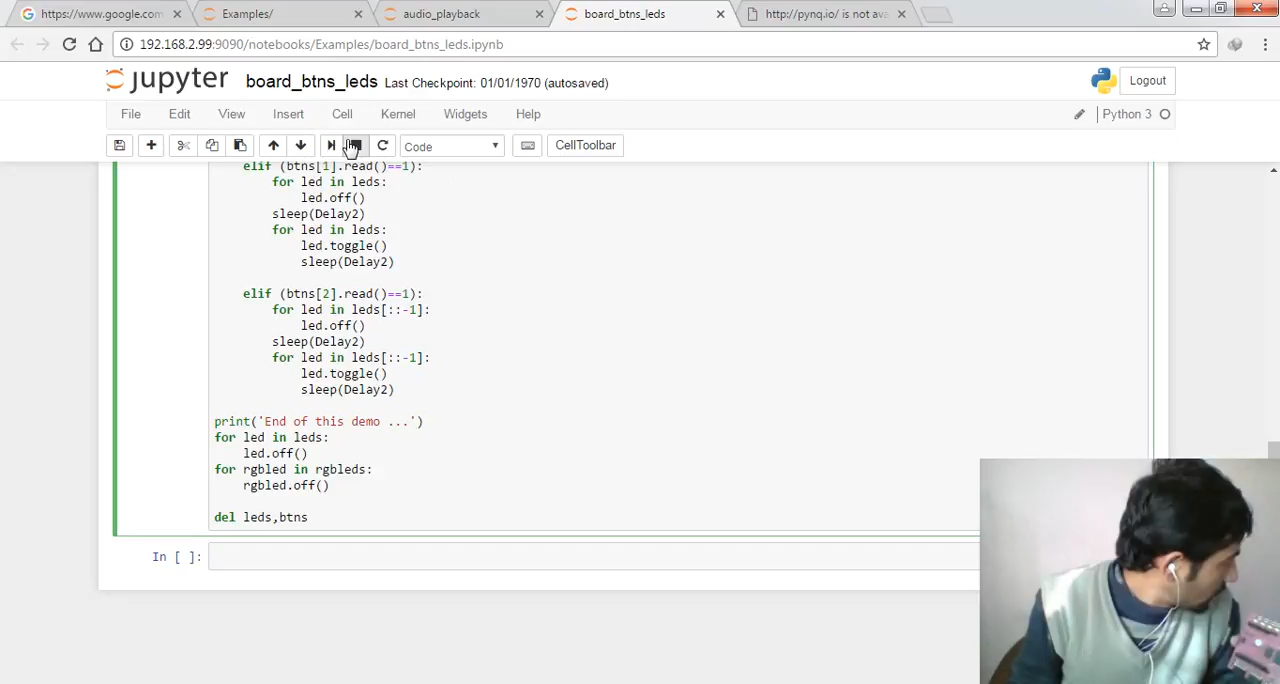 https://www.google.com
Examples/
audio_playback
board_btns_leds
http://pynq.io/ is not ava
192.168.2.99:9090/notebooks/Examples/board_btns_leds.ipynb
jupyter board_btns_leds Last Checkpoint: 01/01/1970 (autosaved)
Logout
File Edit View Insert Cell Kernel Widgets Help
Python 3
Code
CellToolbar
elif (btns[1].read()==1):
for led in leds:
led.off()
sleep(Delay2)
for led in leds:
led.toggle()
sleep(Delay2)
elif (btns[2].read()==1):
for led in leds[::-1]:
led.off()
sleep(Delay2)
for led in leds[::-1]:
led.toggle()
sleep(Delay2)
print('End of this demo ...')
for led in leds:
led.off()
for rgbled in rgbleds:
rgbled.off()
del leds,btns
In [ ]: